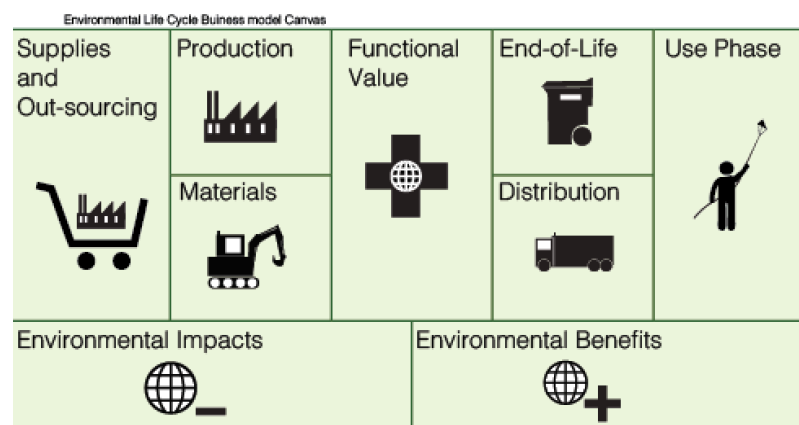 Environmental Life Cycle Buiness model Canvas
Supplies
and
Out-sourcing
Production
Materials
Functional
Value
End-of-Life
Distribution
Use Phase
Environmental Impacts
Environmental Benefits